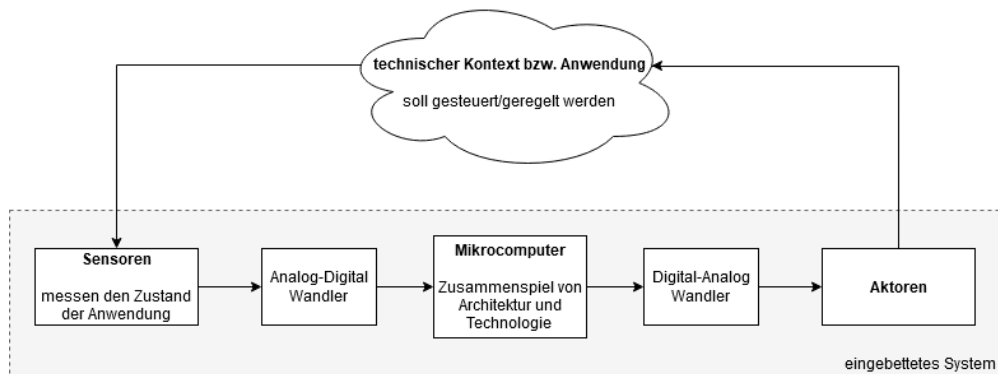 technischer Kontext bzw. Anwendung
soll gesteuert/geregelt werden
Sensoren
messen den Zustand
der Anwendung
Analog-Digital
Wandler
Mikrocomputer
Zusammenspiel von
Architektur und
Technologie
Digital-Analog
Wandler
Aktoren
eingebettetes System